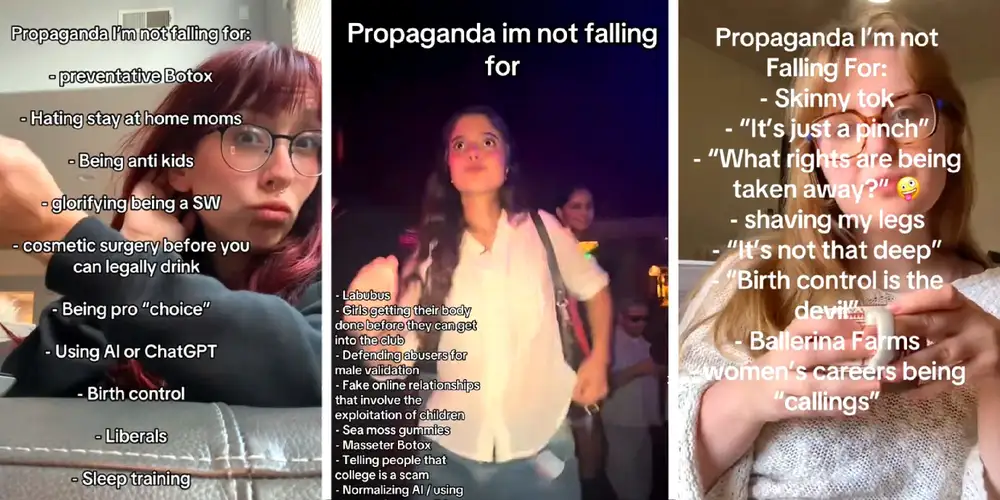 Propaganda I'm not falling for:
- preventative Botox
- Hating stay at home moms
- Being anti kids
- glorifying being a SW
- cosmetic surgery before you
can legally drink
- Being pro "choice"
- Using AI or ChatGPT
- Birth control
- Liberals
- Sleep training
Propaganda im not falling
for
- Labubus
- Girls getting their body
done before they can get
into the club
- Defending abusers for
male validation
- Fake online relationships
that involve the
exploitation of children
- Sea moss gummies
- Masseter Botox
- Telling people that
college is a scam
- Normalizing AI / using
Propaganda I'm not
Falling For:
- Skinny tok
- "It's just a pinch"
- "What rights are being
taken away?" 🤪
- shaving my legs
- "It's not that deep"
- "Birth control is the
devil"
- Ballerina Farms
- women's careers being
"callings"